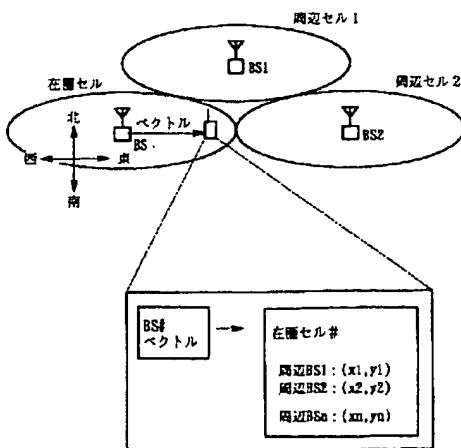 周辺セル1
BS1
在圏セル
周辺セル2
ベクトル
BS
BS2
北
西
東
南
BS#
ベクトル
在圏セル#
周辺BS1:(x1,y1)
周辺BS2:(x2,y2)
周辺BSn:(xn,yn)